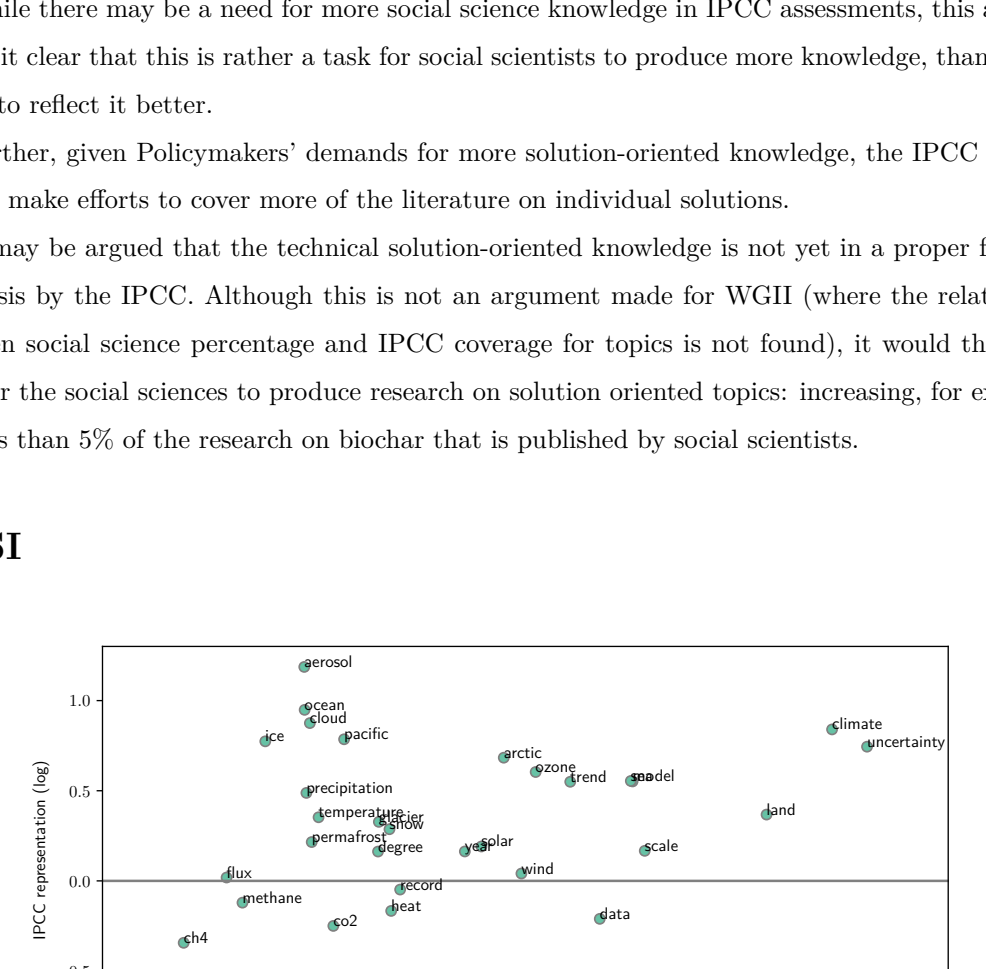 there may be a need for more social science knowledge in IPCC assessments, this
it clear that this is rather a task for social scientists to produce more knowledge, than
to reflect it better.
given Policymakers' demands for more solution-oriented knowledge, the IPCC
make efforts to cover more of the literature on individual solutions.
may be argued that the technical solution-oriented knowledge is not yet in a proper
by the IPCC. Although this is not an argument made for WGII (where the
social science percentage and IPCC coverage for topics is not found), it would
the social sciences to produce research on solution oriented topics: increasing, for
than 5% of the research on biochar that is published by social scientists.
SI
aerosol
1.0
ocean
cloud
climate
ice
pacific
uncertainty
arctic
ozone
trend
sea
model
0.5
precipitation
land
temperature
glacier
snow
permafrost
degree
year
solar
scale
flux
wind
0.0
record
methane
heat
data
co2
ch4
IPCC representation (log)